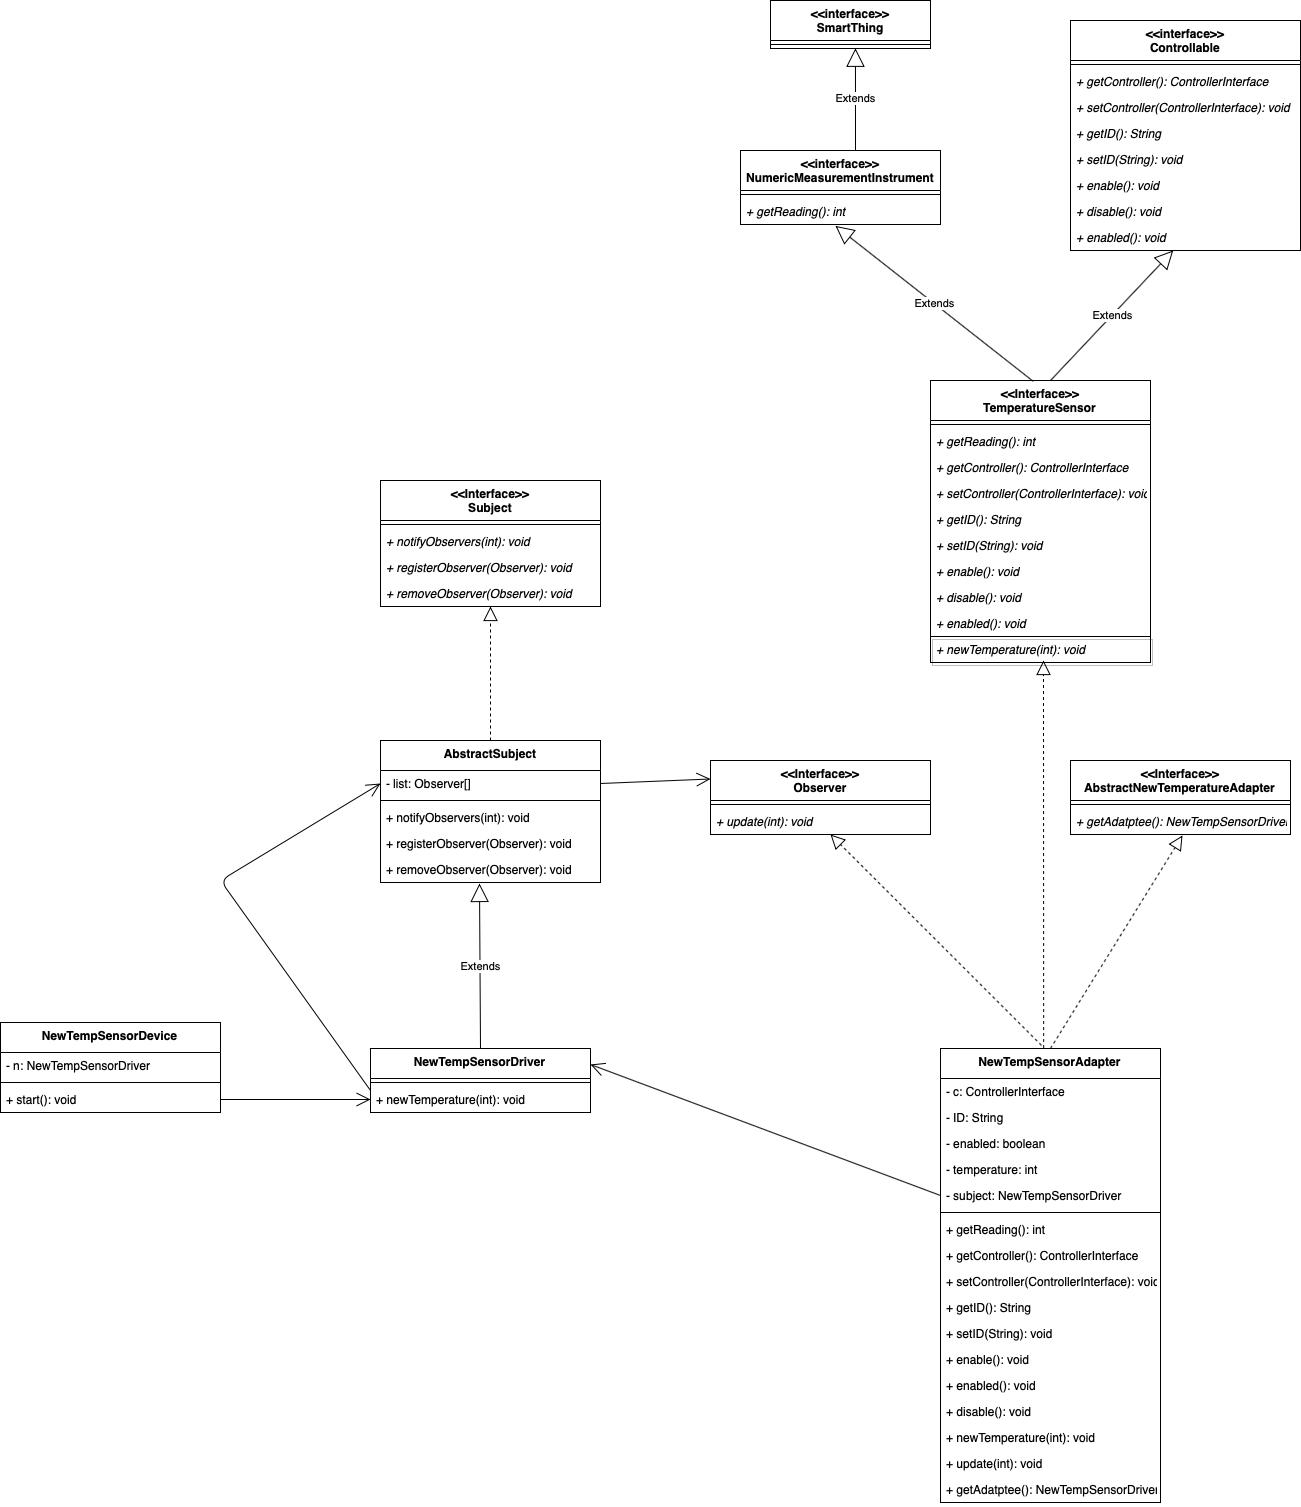 <<interface>>
SmartThing
<<interface>>
Controllable
+ getController(): ControllerInterface
+ setController(ControllerInterface): void
+ getID(): String
+ setID(String): void
+ enable(): void
+ disable(): void
+ enabled(): void
Extends
<<interface>>
NumericMeasurementInstrument
+ getReading(): int
Extends
Extends
<<Interface>>
TemperatureSensor
+ getReading(): int
+ getController(): ControllerInterface
+ setController(ControllerInterface): void
+ getID(): String
+ setID(String): void
+ enable(): void
+ disable(): void
+ enabled(): void
+ newTemperature(int): void
<<Interface>>
Subject
+ notifyObservers(int): void
+ registerObserver(Observer): void
+ removeObserver(Observer): void
AbstractSubject
- list: Observer[]
+ notifyObservers(int): void
+ registerObserver(Observer): void
+ removeObserver(Observer): void
<<Interface>>
Observer
+ update(int): void
<<Interface>>
AbstractNewTemperatureAdapter
+ getAdatptee(): NewTempSensorDriver
Extends
NewTempSensorDevice
- n: NewTempSensorDriver
+ start(): void
NewTempSensorDriver
+ newTemperature(int): void
NewTempSensorAdapter
- c: ControllerInterface
- ID: String
- enabled: boolean
- temperature: int
- subject: NewTempSensorDriver
+ getReading(): int
+ getController(): ControllerInterface
+ setController(ControllerInterface): void
+ getID(): String
+ setID(String): void
+ enable(): void
+ enabled(): void
+ disable(): void
+ newTemperature(int): void
+ update(int): void
+ getAdatptee(): NewTempSensorDriver